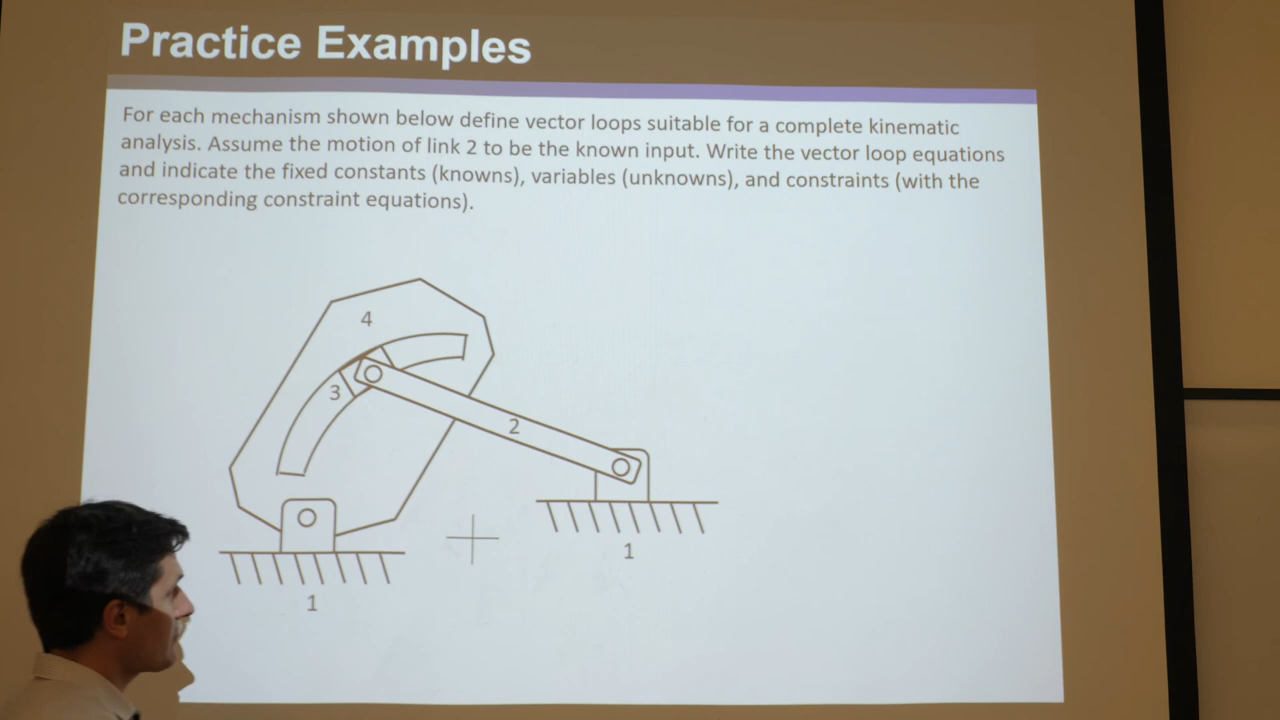 Practice Examples
For each mechanism shown below define vector loops suitable for a complete kinematic
analysis. Assume the motion of link 2 to be the known input. Write the vector loop equations
and indicate the fixed constants (knowns), variables (unknowns), and constraints (with the
corresponding constraint equations).
4
3
2
1
1